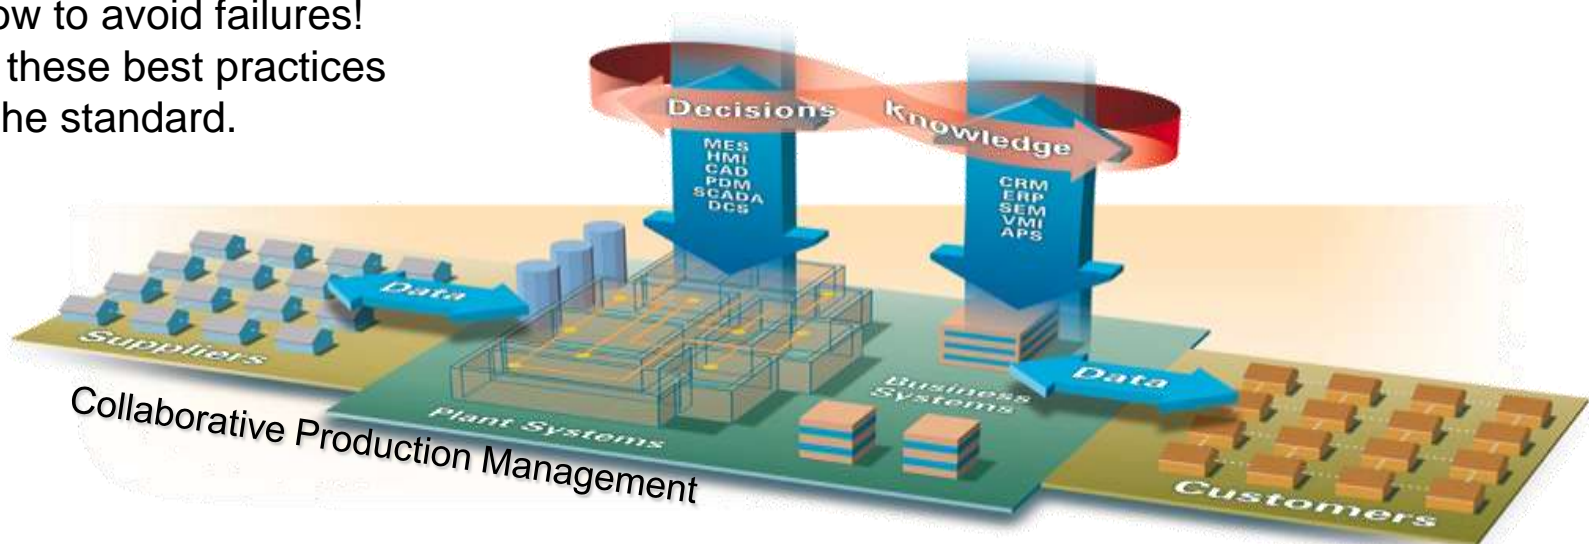 ow to avoid failures!
these best practices
he standard.
Decisions
Knowledge
MES
HMI
CAD
PDM
SCADA
DCS
CRM
ERP
SEM
VMI
APS
Data
Suppliers
Business
Systems
Data
Plant Systems
Collaborative Production Management
Customers